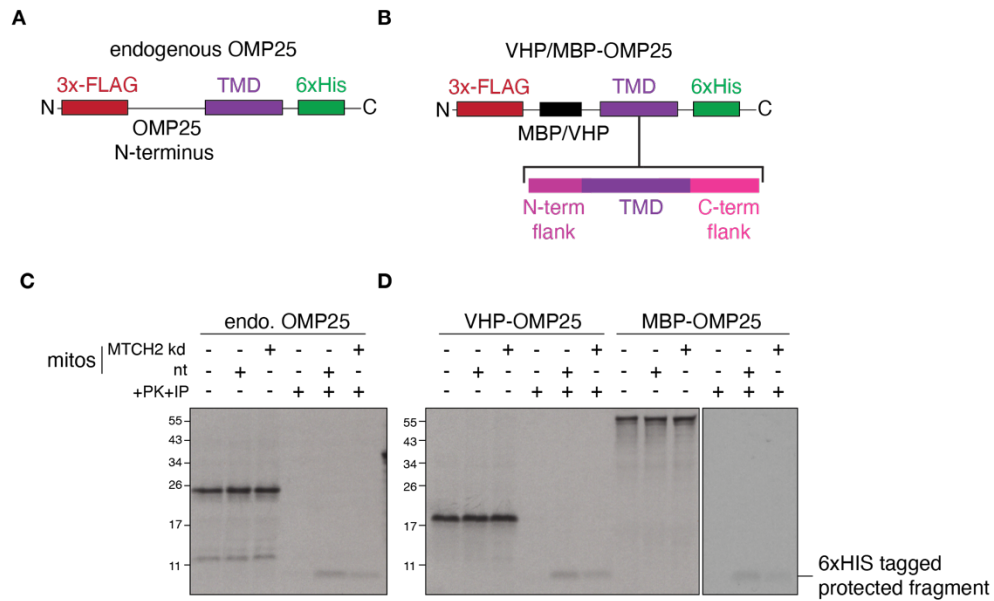 A
endogenous OMP25
3x-FLAG TMD 6xHis
N C
OMP25
N-terminus
B
VHP/MBP-OMP25
3x-FLAG TMD 6xHis
N C
MBP/VHP
N-term TMD C-term
flank flank
C
endo. OMP25
mitos
MTCH2 kd - - + - - +
nt - + - - + -
+PK+IP - - - + + +
55
43
34
26
17
11
D
VHP-OMP25 MBP-OMP25
- - + - - + - - + - - +
- + - - + - - + - - + -
- - - + + + - - - + + +
55
43
34
26
17
11
6xHIS tagged
protected fragment